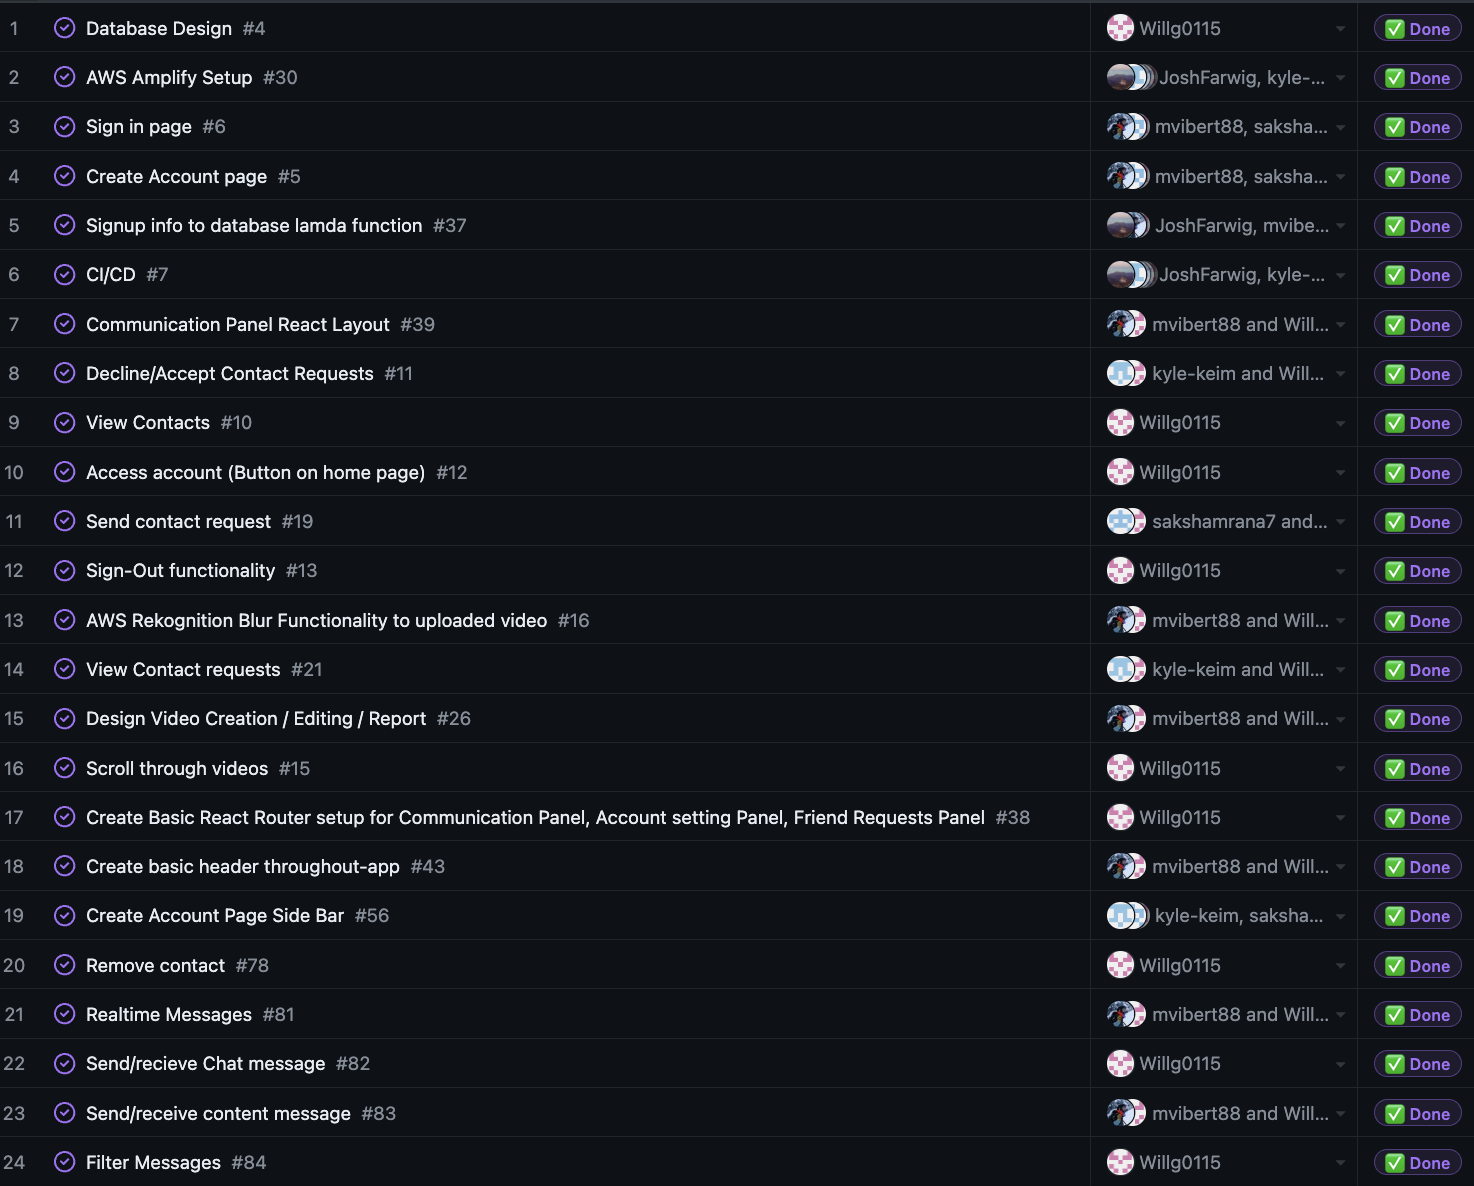 1 Database Design #4 Willg0115 ✅ Done
2 AWS Amplify Setup #30 JoshFarwig, kyle-... ✅ Done
3 Sign in page #6 mvibert88, saksha... ✅ Done
4 Create Account page #5 mvibert88, saksha... ✅ Done
5 Signup info to database lamda function #37 JoshFarwig, mvibe... ✅ Done
6 CI/CD #7 JoshFarwig, kyle-... ✅ Done
7 Communication Panel React Layout #39 mvibert88 and Will... ✅ Done
8 Decline/Accept Contact Requests #11 kyle-keim and Will... ✅ Done
9 View Contacts #10 Willg0115 ✅ Done
10 Access account (Button on home page) #12 Willg0115 ✅ Done
11 Send contact request #19 sakshamrana7 and... ✅ Done
12 Sign-Out functionality #13 Willg0115 ✅ Done
13 AWS Rekognition Blur Functionality to uploaded video #16 mvibert88 and Will... ✅ Done
14 View Contact requests #21 kyle-keim and Will... ✅ Done
15 Design Video Creation / Editing / Report #26 mvibert88 and Will... ✅ Done
16 Scroll through videos #15 Willg0115 ✅ Done
17 Create Basic React Router setup for Communication Panel, Account setting Panel, Friend Requests Panel #38 Willg0115 ✅ Done
18 Create basic header throughout-app #43 mvibert88 and Will... ✅ Done
19 Create Account Page Side Bar #56 kyle-keim, saksha... ✅ Done
20 Remove contact #78 Willg0115 ✅ Done
21 Realtime Messages #81 mvibert88 and Will... ✅ Done
22 Send/recieve Chat message #82 Willg0115 ✅ Done
23 Send/receive content message #83 mvibert88 and Will... ✅ Done
24 Filter Messages #84 Willg0115 ✅ Done